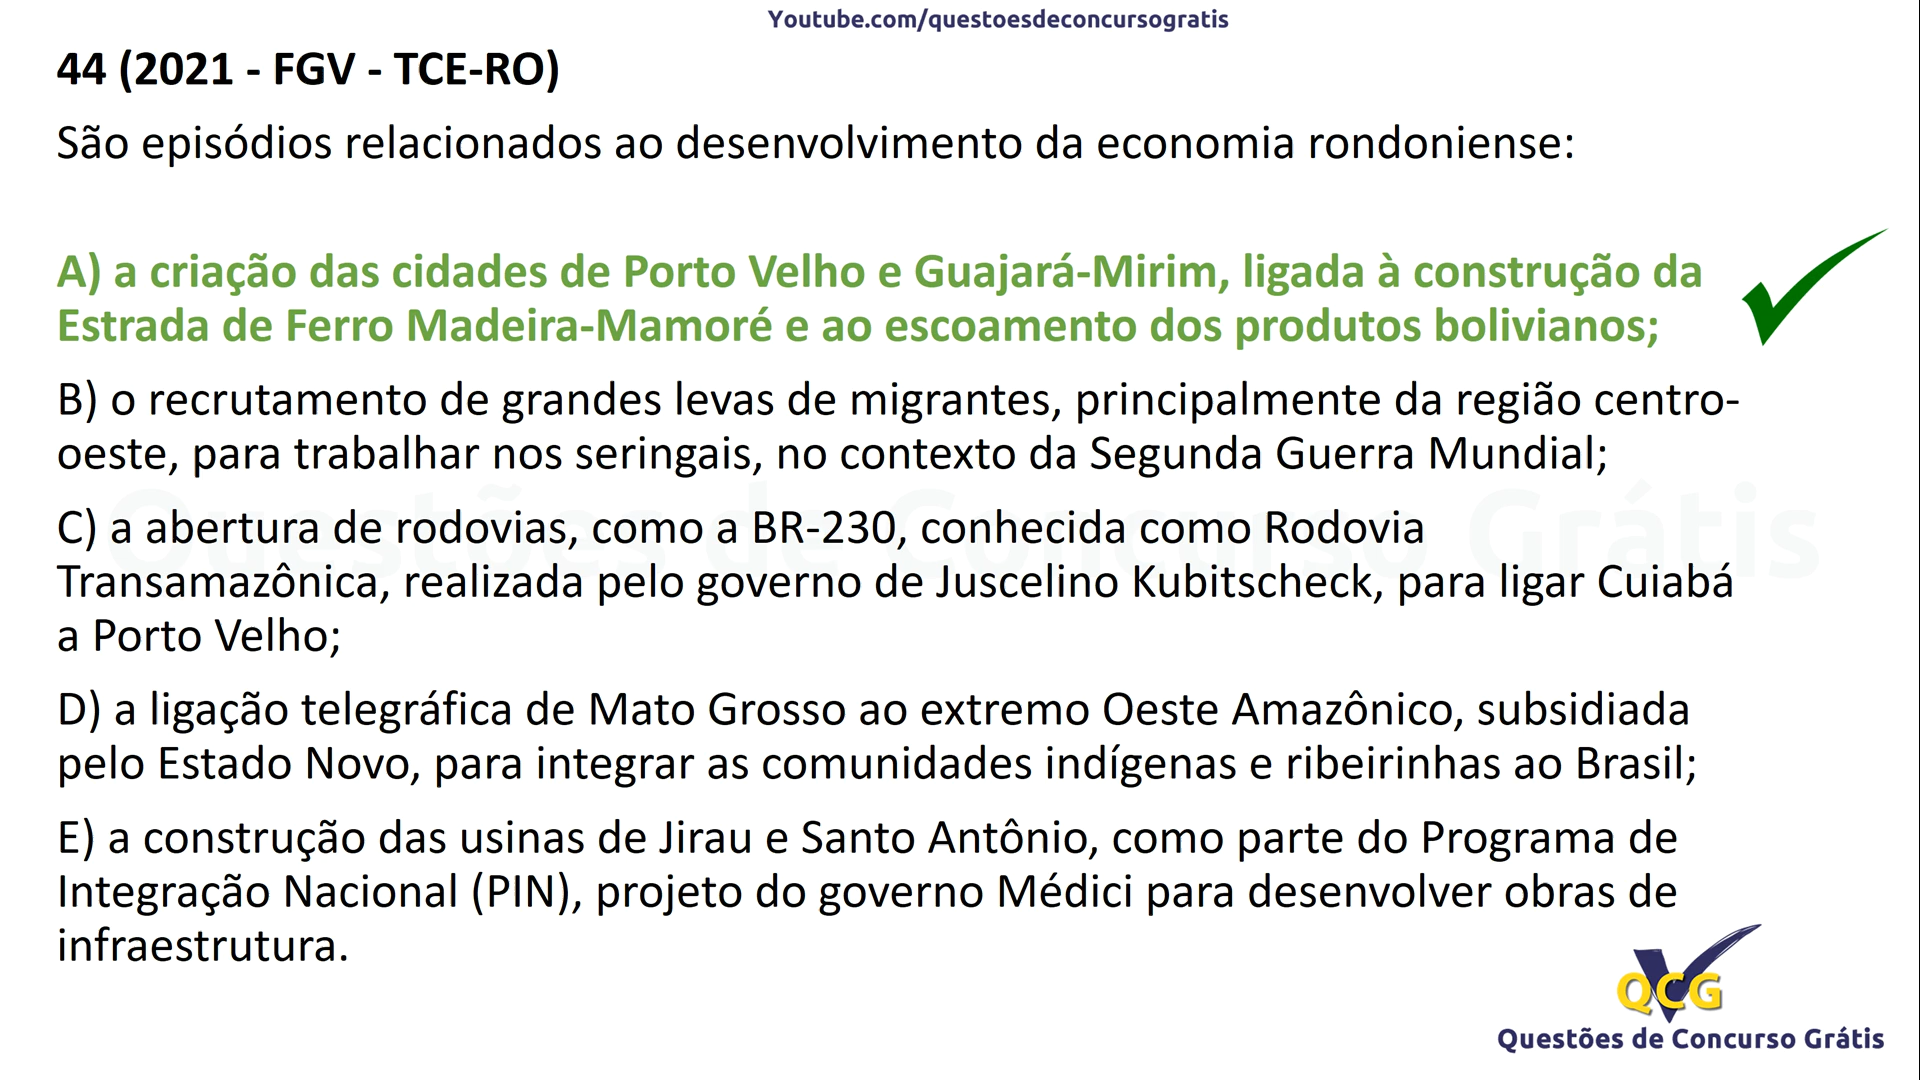 Youtube.com/questoesdeconcursogratis
44 (2021 - FGV - TCE-RO)
São episódios relacionados ao desenvolvimento da economia rondoniense:
A) a criação das cidades de Porto Velho e Guajará-Mirim, ligada à construção da
Estrada de Ferro Madeira-Mamoré e ao escoamento dos produtos bolivianos;
B) o recrutamento de grandes levas de migrantes, principalmente da região centro-
oeste, para trabalhar nos seringais, no contexto da Segunda Guerra Mundial;
Questões de Concurso Grátis
C) a abertura de rodovias, como a BR-230, conhecida como Rodovia
Transamazônica, realizada pelo governo de Juscelino Kubitscheck, para ligar Cuiabá
a Porto Velho;
D) a ligação telegráfica de Mato Grosso ao extremo Oeste Amazônico, subsidiada
pelo Estado Novo, para integrar as comunidades indígenas e ribeirinhas ao Brasil;
E) a construção das usinas de Jirau e Santo Antônio, como parte do Programa de
Integração Nacional (PIN), projeto do governo Médici para desenvolver obras de
infraestrutura.
QCG
Questões de Concurso Grátis